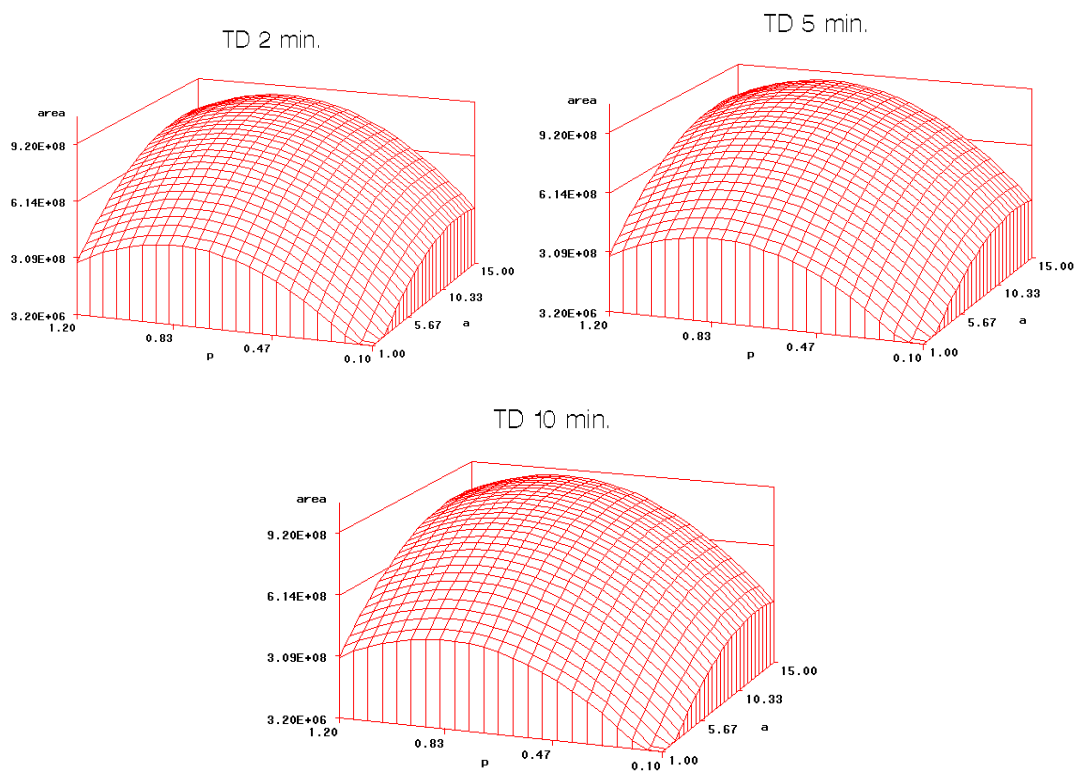 TD 2 min.
area
9.20E+08
6.14E+08
3.09E+08
3.20E+06
1.20
0.83
0.47
0.10
p
1.00
5.67
10.33
15.00
a
TD 5 min.
area
9.20E+08
6.14E+08
3.09E+08
3.20E+06
1.20
0.83
0.47
0.10
p
1.00
5.67
10.33
15.00
a
TD 10 min.
area
9.20E+08
6.14E+08
3.09E+08
3.20E+06
1.20
0.83
0.47
0.10
p
1.00
5.67
10.33
15.00
a